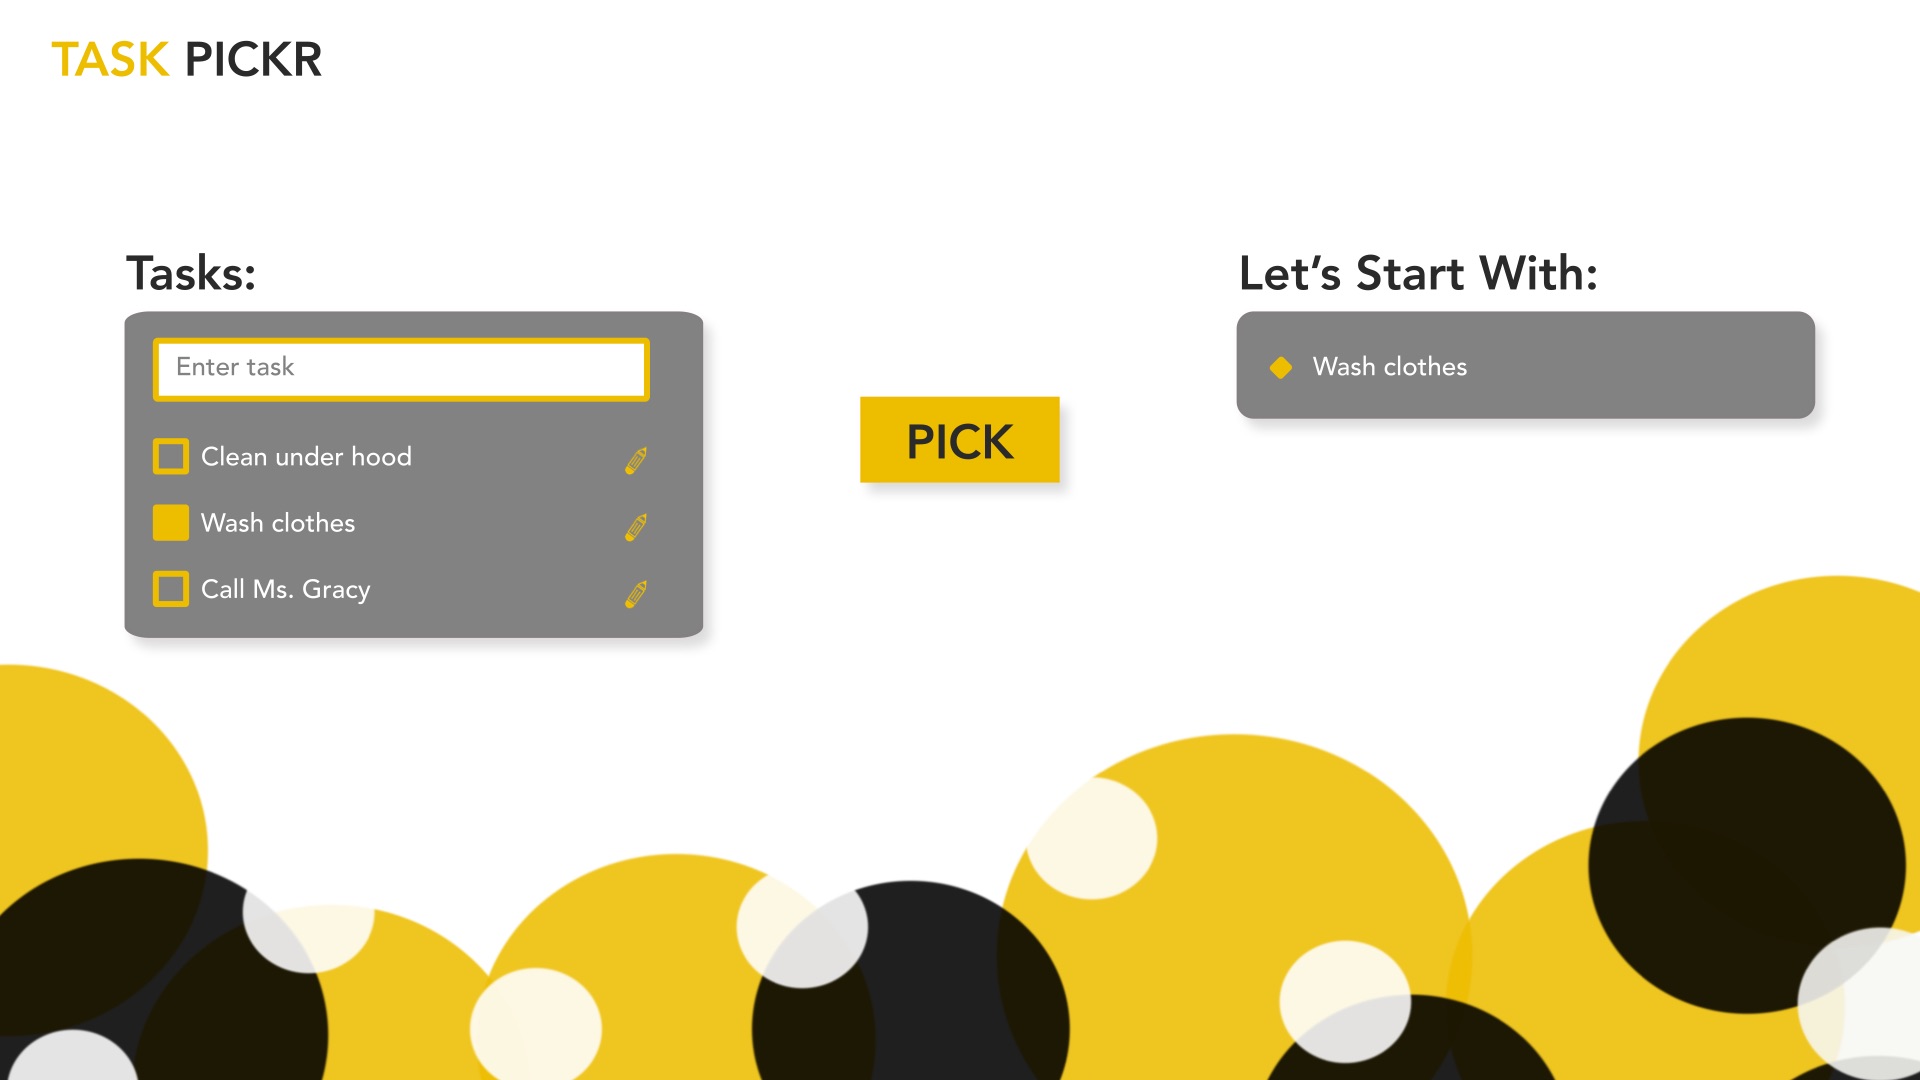 TASK PICKR
Tasks:
Enter task
Clean under hood
Wash clothes
Call Ms. Gracy
PICK
Let’s Start With:
Wash clothes